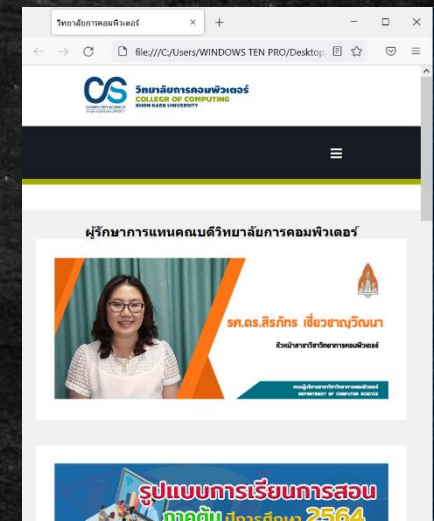 วิทยาลัยการคอมพิวเตอร์
file:///C:/Users/WINDOWS TEN PRO/Desktop
CS
วิทยาลัยการคอมพิวเตอร์
COLLEGR OF COMPUTING
KHON KAEN UNIVERSITY
ผู้รักษาการแทนคณบดีวิทยาลัยการคอมพิวเตอร์
รศ.ดร.สิรภัทร เชี่ยวชาญวัฒนา
หัวหน้าสาขาวิชาวิทยาการคอมพิวเตอร์
DEPARTMENT OF COMPUTER SCIENCE
รูปแบบการเรียนการสอน
ภาคต้น ปีการศึกษา 2564